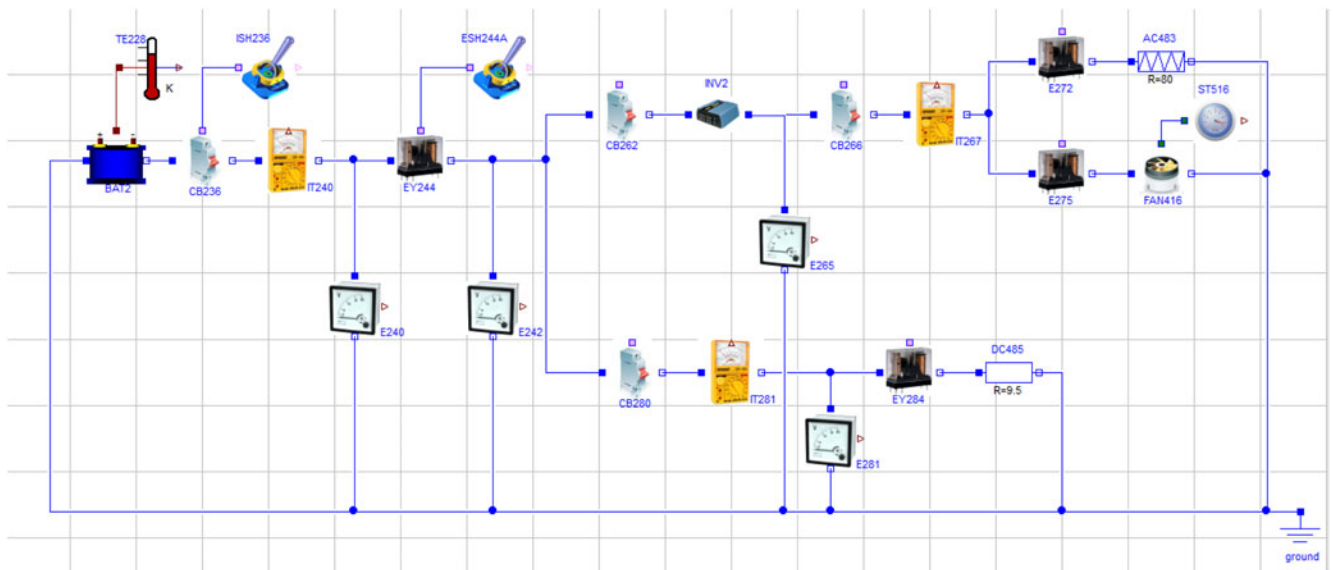 TE228
K
BAT2
ISH236
CB236
IT240
ESH244A
EY244
E240
E242
CB262
INV2
CB266
IT267
E265
E272
AC483
R=80
ST516
E275
FAN416
CB280
IT281
E281
EY284
DC485
R=9.5
ground